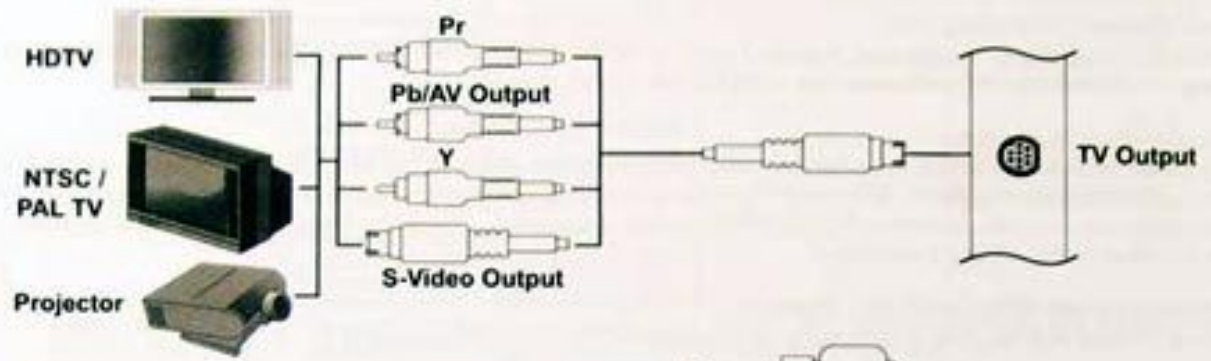 HDTV
Pr
Pb/AV Output
Y
NTSC /
PAL TV
TV Output
S-Video Output
Projector